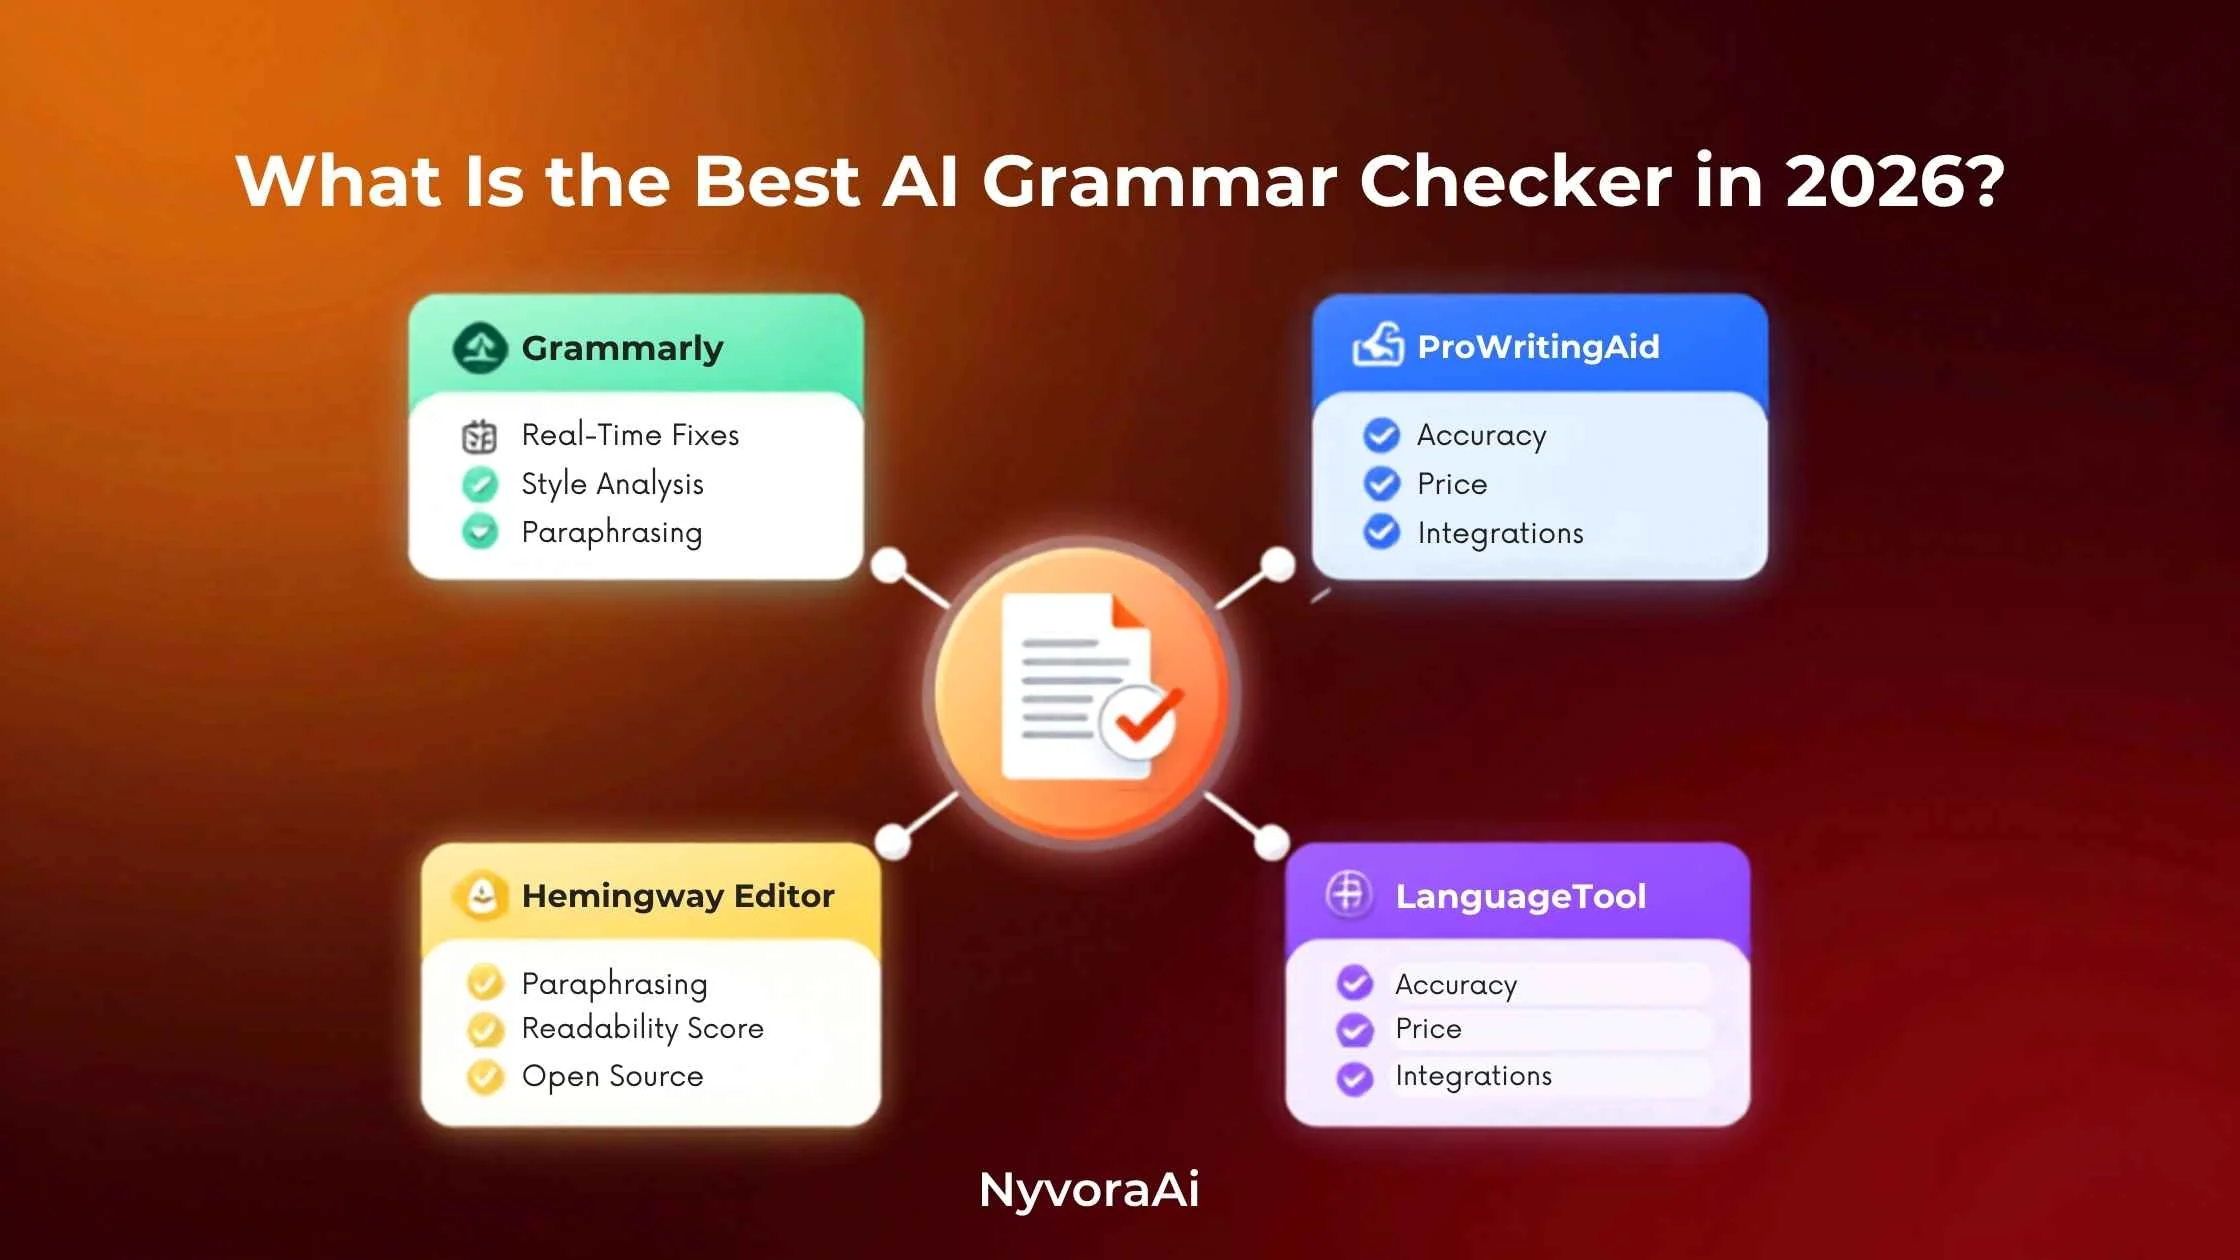 What Is the Best AI Grammar Checker in 2026?
Grammarly
Real-Time Fixes
Style Analysis
Paraphrasing
ProWritingAid
Accuracy
Price
Integrations
Hemingway Editor
Paraphrasing
Readability Score
Open Source
LanguageTool
Accuracy
Price
Integrations
NyvoraAi